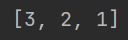 [3, 2, 1]